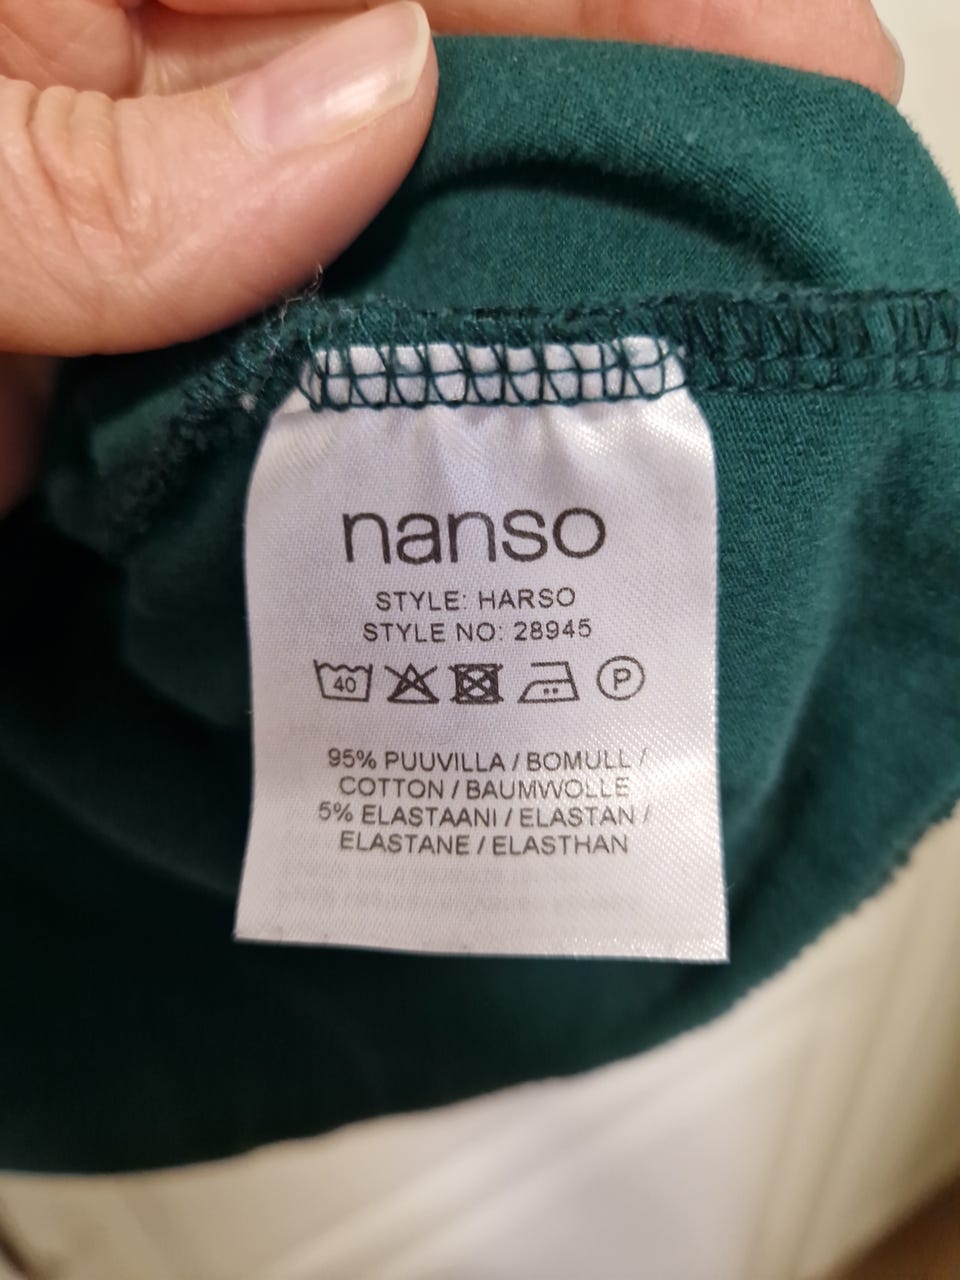 nanso
STYLE: HARSO
STYLE NO: 28945
40 P
95% PUUVILLA / BOMULL /
COTTON / BAUMWOLLE
5% ELASTAANI / ELASTAN /
ELASTANE / ELASTHAN